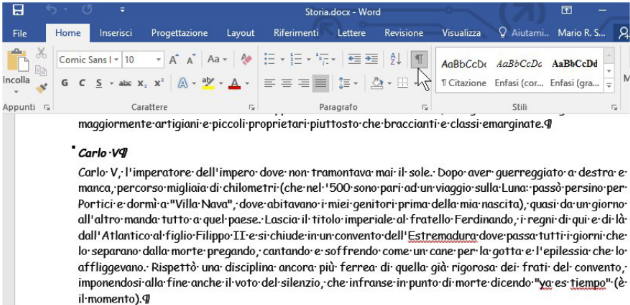 Storia.docx - Word
File Home Inserisci Progettazione Layout Riferimenti Lettere Revisione Visualizza Aiutami... Mario R. S...
Comic Sans I 10 A A Aa A
Incolla G C S abc x₂ x² A ab A
AaBbCcDc AaBbCcDc AaBbCcDd
¶ Citazione Enfasi (cor... Enfasi (gra... M
Appunti Carattere Paragrafo Stili
maggiormente·artigiani·e·piccoli·proprietari·piuttosto·che·braccianti·e·classi·emarginate.¶
Carlo·V¶
Carlo·V,·l'imperatore·dell'impero·dove·non·tramontava·mai·il·sole.·Dopo·aver·guerreggiato·a·destra·e·
manca,·percorso·migliaia·di·chilometri·(che·nel·'500·sono·pari·ad·un·viaggio·sulla·Luna:·passò·persino·per·
Portici·e·dormì·a·"Villa·Nava",·dove·abitavano·i·miei·genitori·prima·della·mia·nascita),·quasi·da·un·giorno·
all'altro·manda·tutto·a·quel·paese.·Lascia·il·titolo·imperiale·al·fratello·Ferdinando,·i·regni·di·qui·e·di·là·
dall'Atlantico·al·figlio·Filippo·II·e·si·chiude·in·un·convento·dell'Estremadura·dove·passa·tutti·i·giorni·che·
lo·separano·dalla·morte·pregando,·cantando·e·soffrendo·come·un·cane·per·la·gotta·e·l'epilessia·che·lo·
affliggevano.·Rispettò·una·disciplina·ancora·più·ferrea·di·quella·già·rigorosa·dei·frati·del·convento,·
imponendosi·alla·fine·anche·il·voto·del·silenzio,·che·infranse·in·punto·di·morte·dicendo·"ya·es·tiempo"·(è·
il·momento).¶